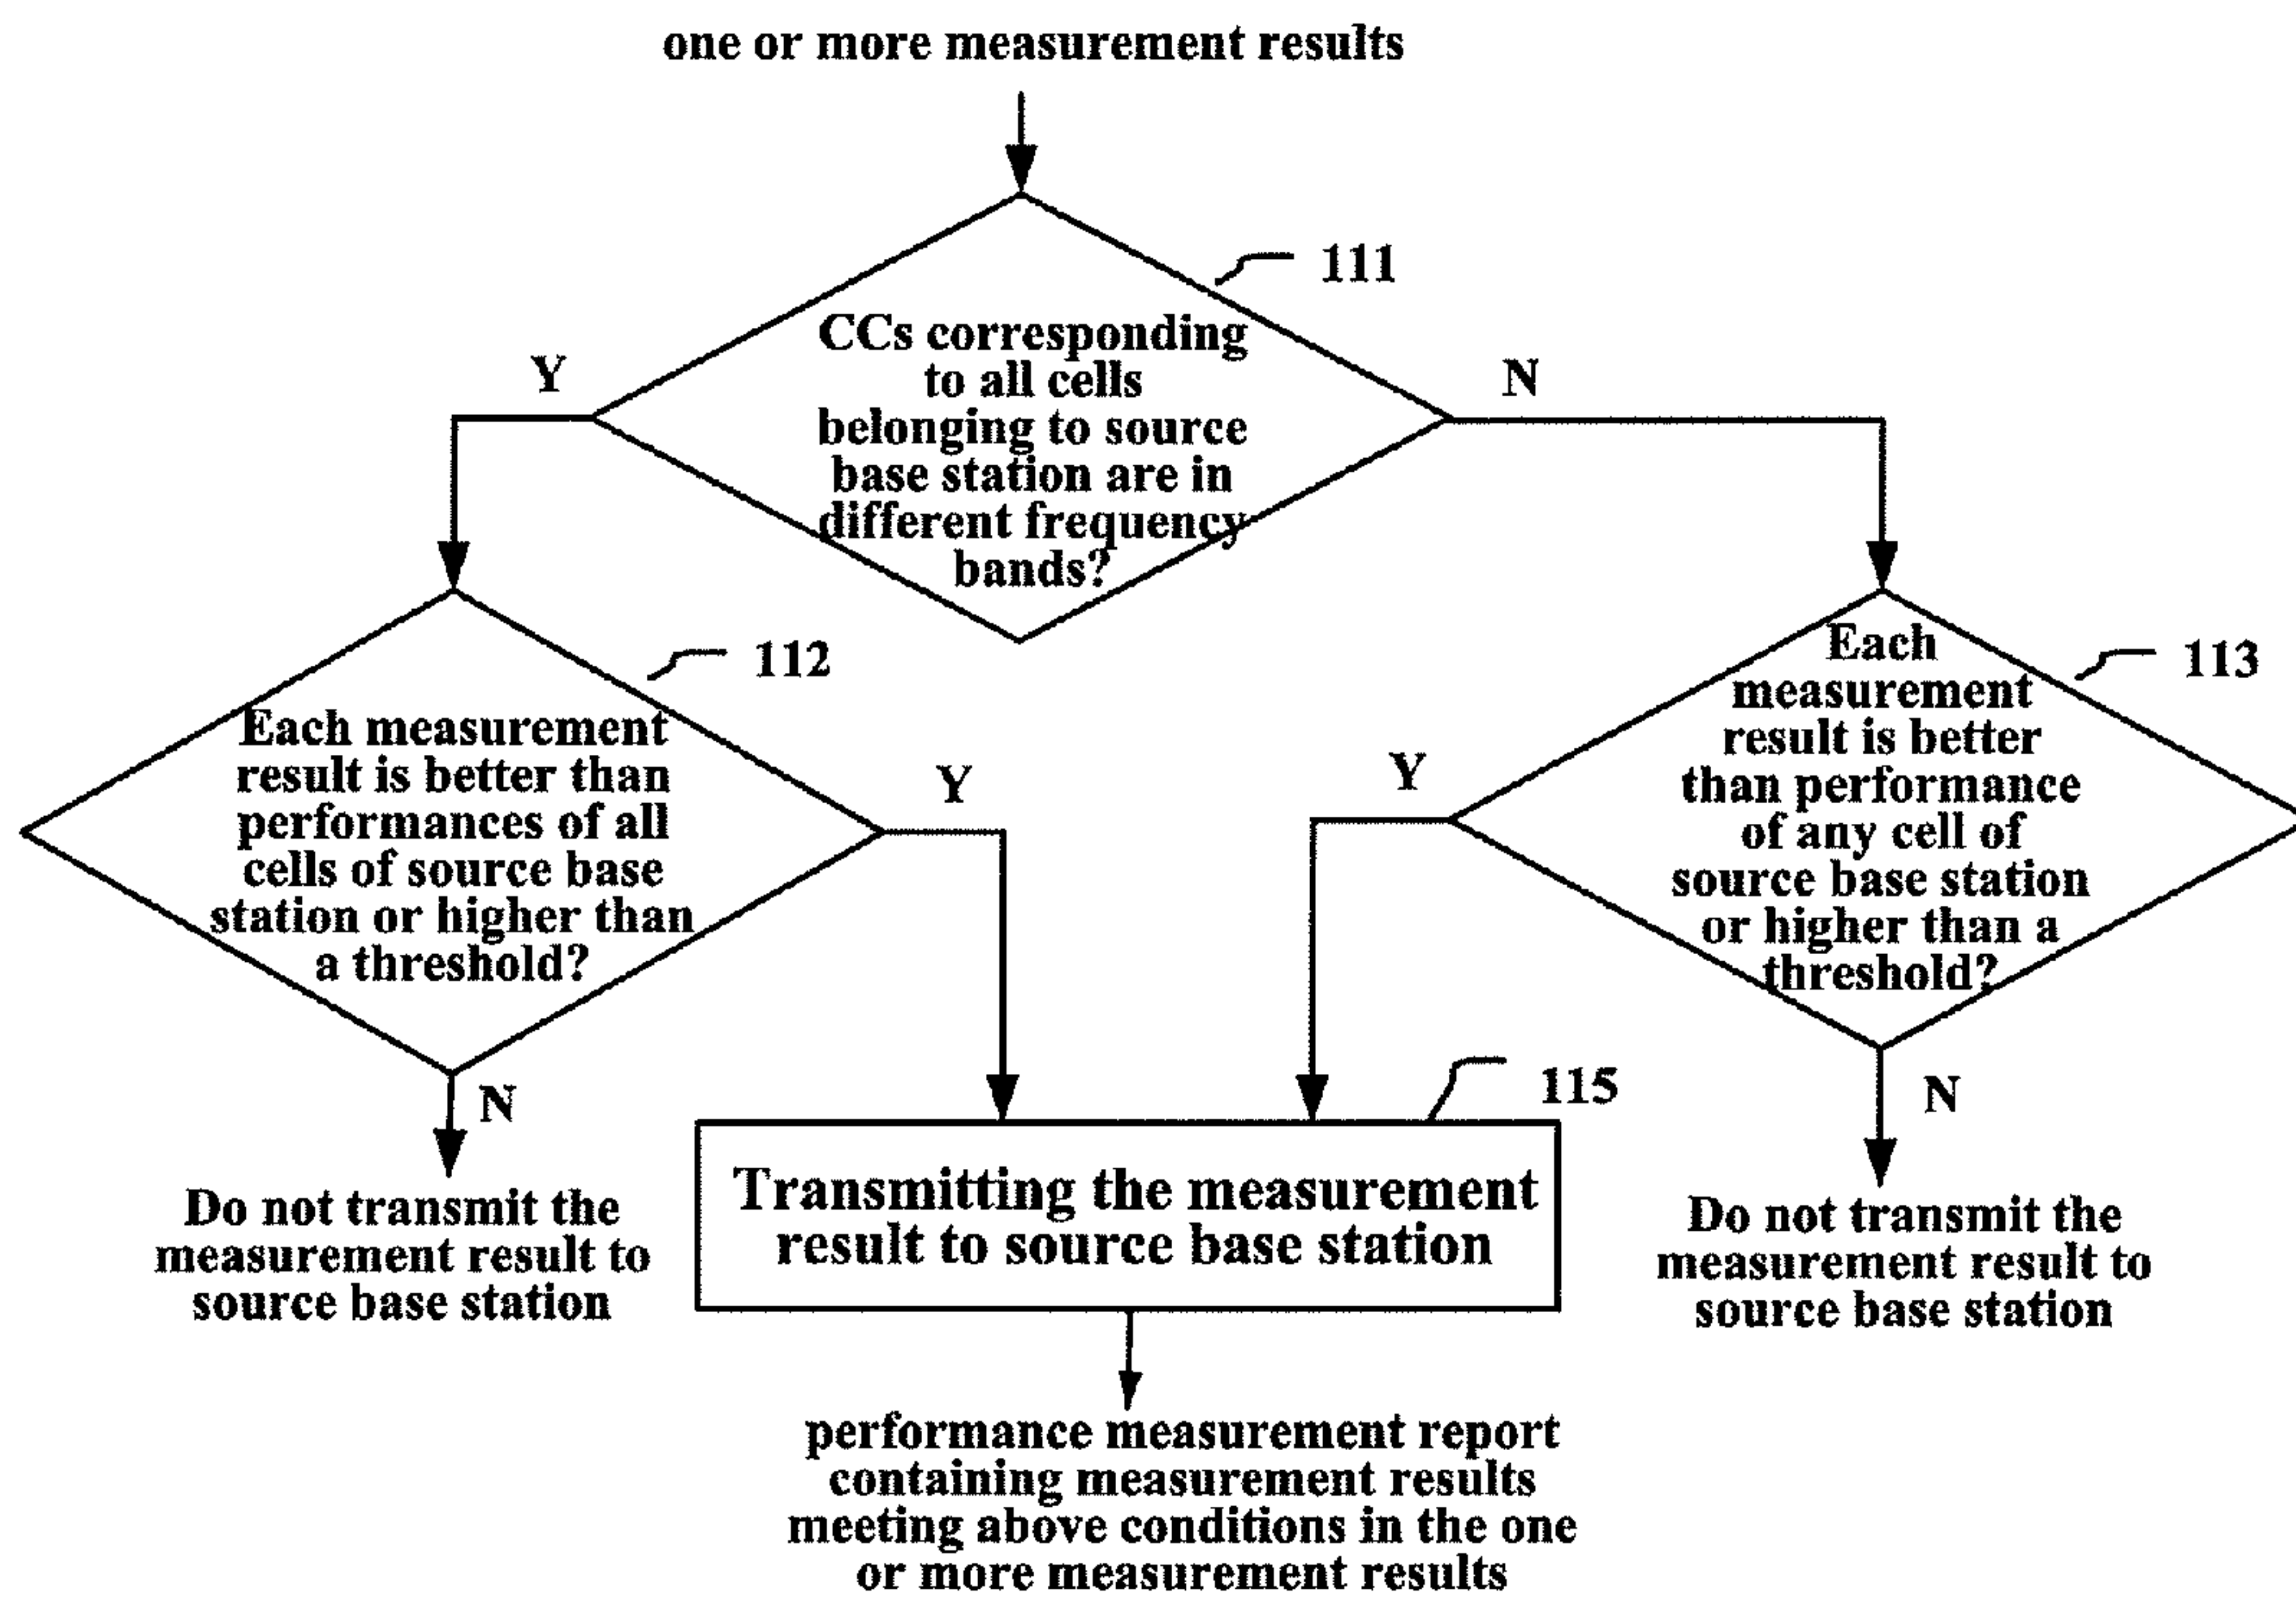 one or more measurement results
111
CCs corresponding
to all cells
belonging to source
base station are in
different frequency
bands?
Y
N
112
Each measurement
result is better than
performances of all
cells of source base
station or higher than
a threshold?
Y
N
113
Each
measurement
result is better
than performance
of any cell of
source base station
or higher than a
threshold?
Y
N
Do not transmit the
measurement result to
source base station
115
Transmitting the measurement
result to source base station
Do not transmit the
measurement result to
source base station
performance measurement report
containing measurement results
meeting above conditions in the one
or more measurement results